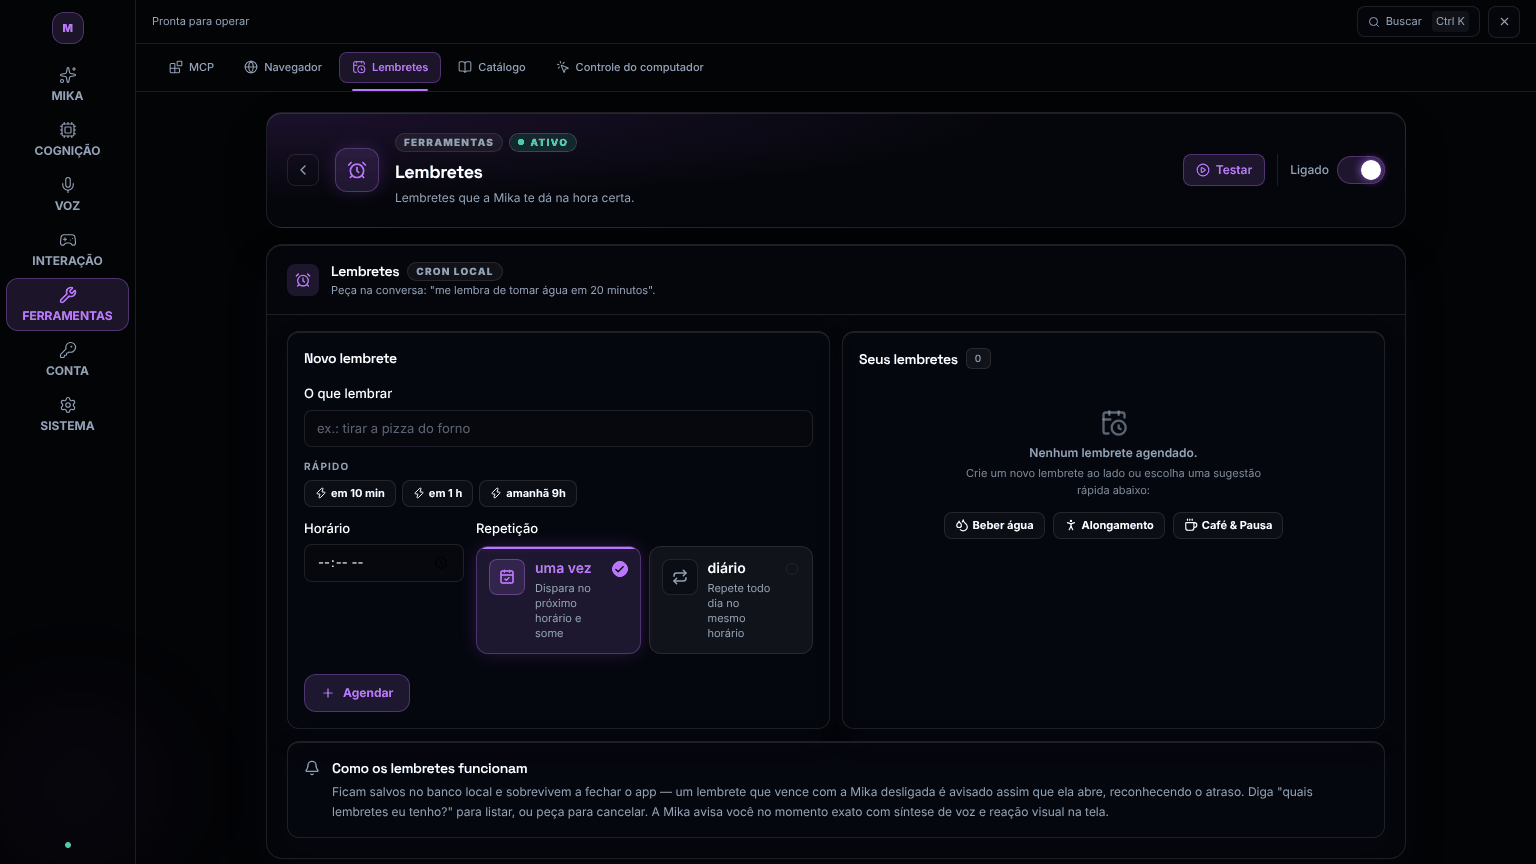 M
MIKA
COGNIÇÃO
VOZ
INTERAÇÃO
FERRAMENTAS
CONTA
SISTEMA
Pronta para operar
Buscar Ctrl K
MCP Navegador Lembretes Catálogo Controle do computador
FERRAMENTAS ATIVO
Lembretes
Lembretes que a Mika te dá na hora certa.
Testar
Ligado
Lembretes CRON LOCAL
Peça na conversa: "me lembra de tomar água em 20 minutos".
Novo lembrete
O que lembrar
ex.: tirar a pizza do forno
RÁPIDO
em 10 min em 1 h amanhã 9h
Horário
--:-- --
Repetição
uma vez
Dispara no
próximo
horário e
some
diário
Repete todo
dia no
mesmo
horário
Agendar
Seus lembretes 0
Nenhum lembrete agendado.
Crie um novo lembrete ao lado ou escolha uma sugestão
rápida abaixo:
Beber água Alongamento Café & Pausa
Como os lembretes funcionam
Ficam salvos no banco local e sobrevivem a fechar o app — um lembrete que vence com a Mika desligada é avisado assim que ela abre, reconhecendo o atraso. Diga "quais
lembretes eu tenho?" para listar, ou peça para cancelar. A Mika avisa você no momento exato com síntese de voz e reação visual na tela.